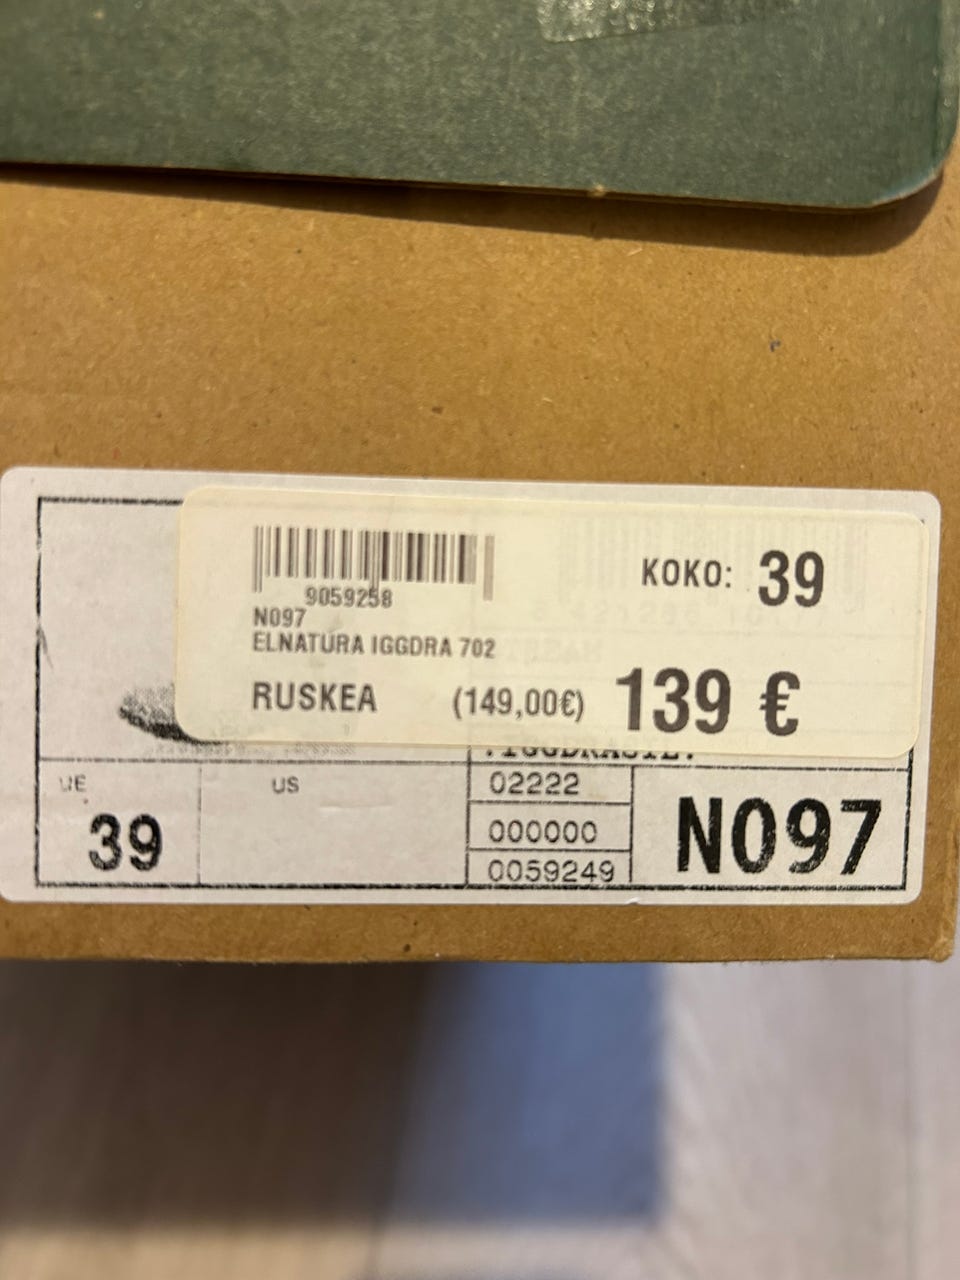 KOKO: 39
9059258
N097
ELNATURA IGGDRA 702
RUSKEA (149,00€) 139 €
UE
39
US
02222
000000
0059249
N097